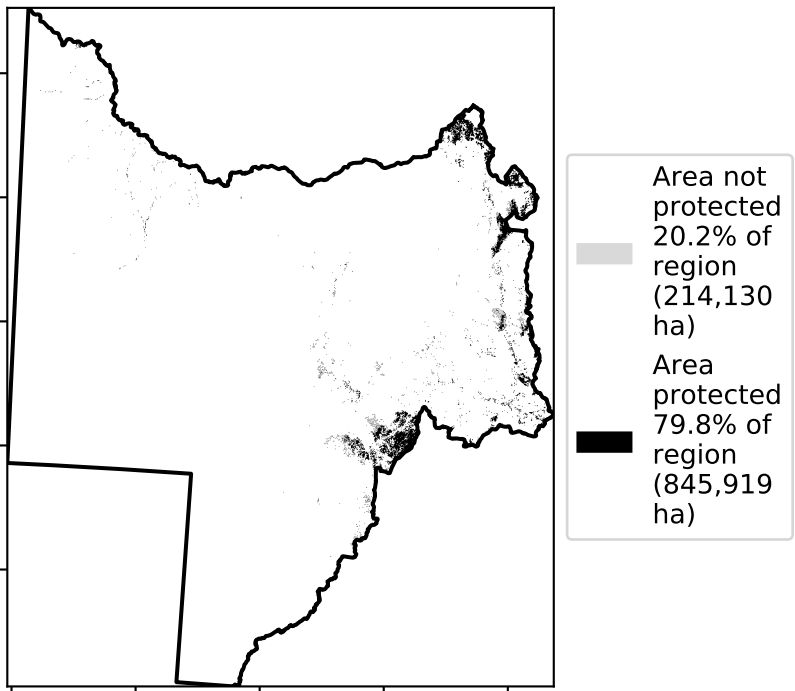 Area not
protected
20.2% of
region
(214,130
ha)
Area
protected
79.8% of
region
(845,919
ha)